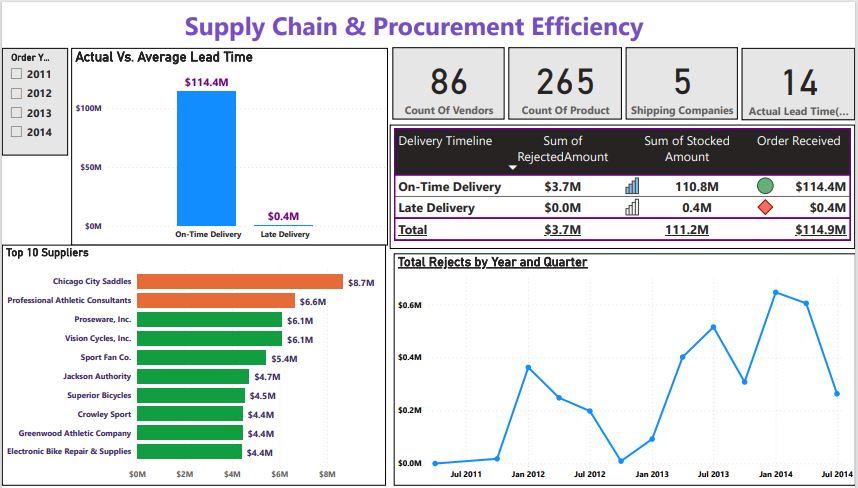 Supply Chain & Procurement Efficiency
Order Y...
2011
2012
2013
2014
Actual Vs. Average Lead Time
$114.4M
$100M
$50M
$0.4M
$0M
On-Time Delivery
Late Delivery
86
Count Of Vendors
265
Count Of Product
5
Shipping Companies
14
Actual Lead Time(...
Delivery Timeline Sum of RejectedAmount Sum of Stocked Amount Order Received
On-Time Delivery $3.7M 110.8M $114.4M
Late Delivery $0.0M 0.4M $0.4M
Total $3.7M 111.2M $114.9M
Top 10 Suppliers
Chicago City Saddles $8.7M
Professional Athletic Consultants $6.6M
Proseware, Inc. $6.1M
Vision Cycles, Inc. $6.1M
Sport Fan Co. $5.4M
Jackson Authority $4.7M
Superior Bicycles $4.5M
Crowley Sport $4.4M
Greenwood Athletic Company $4.4M
Electronic Bike Repair & Supplies $4.4M
$0M $2M $4M $6M $8M
Total Rejects by Year and Quarter
$0.6M
$0.4M
$0.2M
$0.0M
Jul 2011 Jan 2012 Jul 2012 Jan 2013 Jul 2013 Jan 2014 Jul 2014